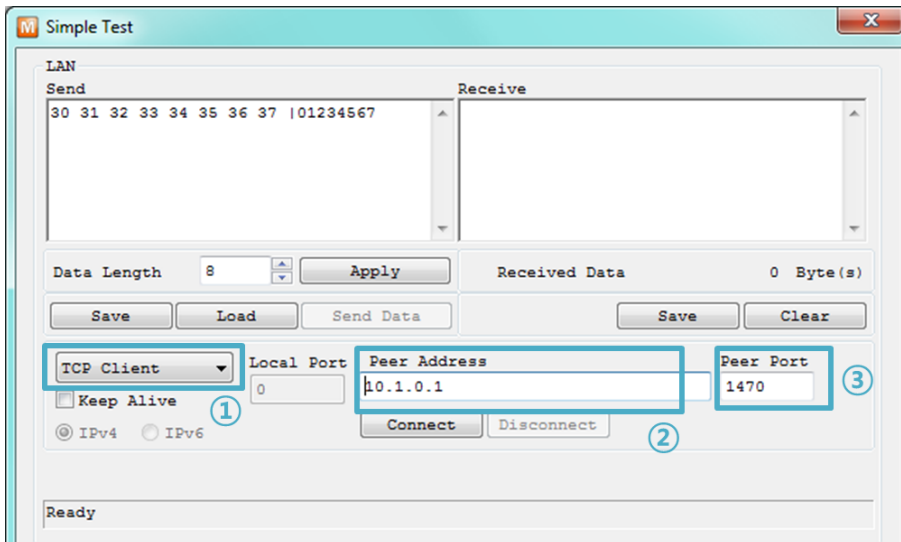 M Simple Test
X
LAN
Send
Receive
30 31 32 33 34 35 36 37 |01234567
Data Length 8 Apply
Received Data 0 Byte(s)
Save Load Send Data
Save Clear
TCP Client
Local Port
Peer Address
Peer Port
0
10.1.0.1
1470
③
Keep Alive
①
IPv4 IPv6
Connect Disconnect
②
Ready